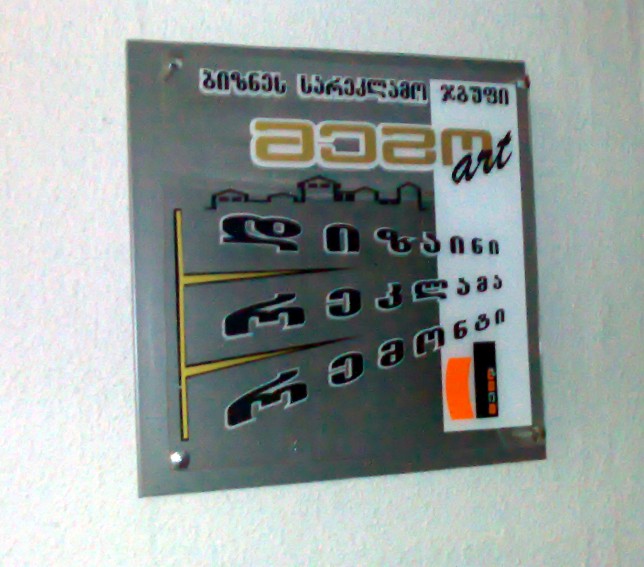 ბიზნეს სარეკლამო ჯგუფი
მეგო
art
დიზაინი
რეკლამა
რემონტი